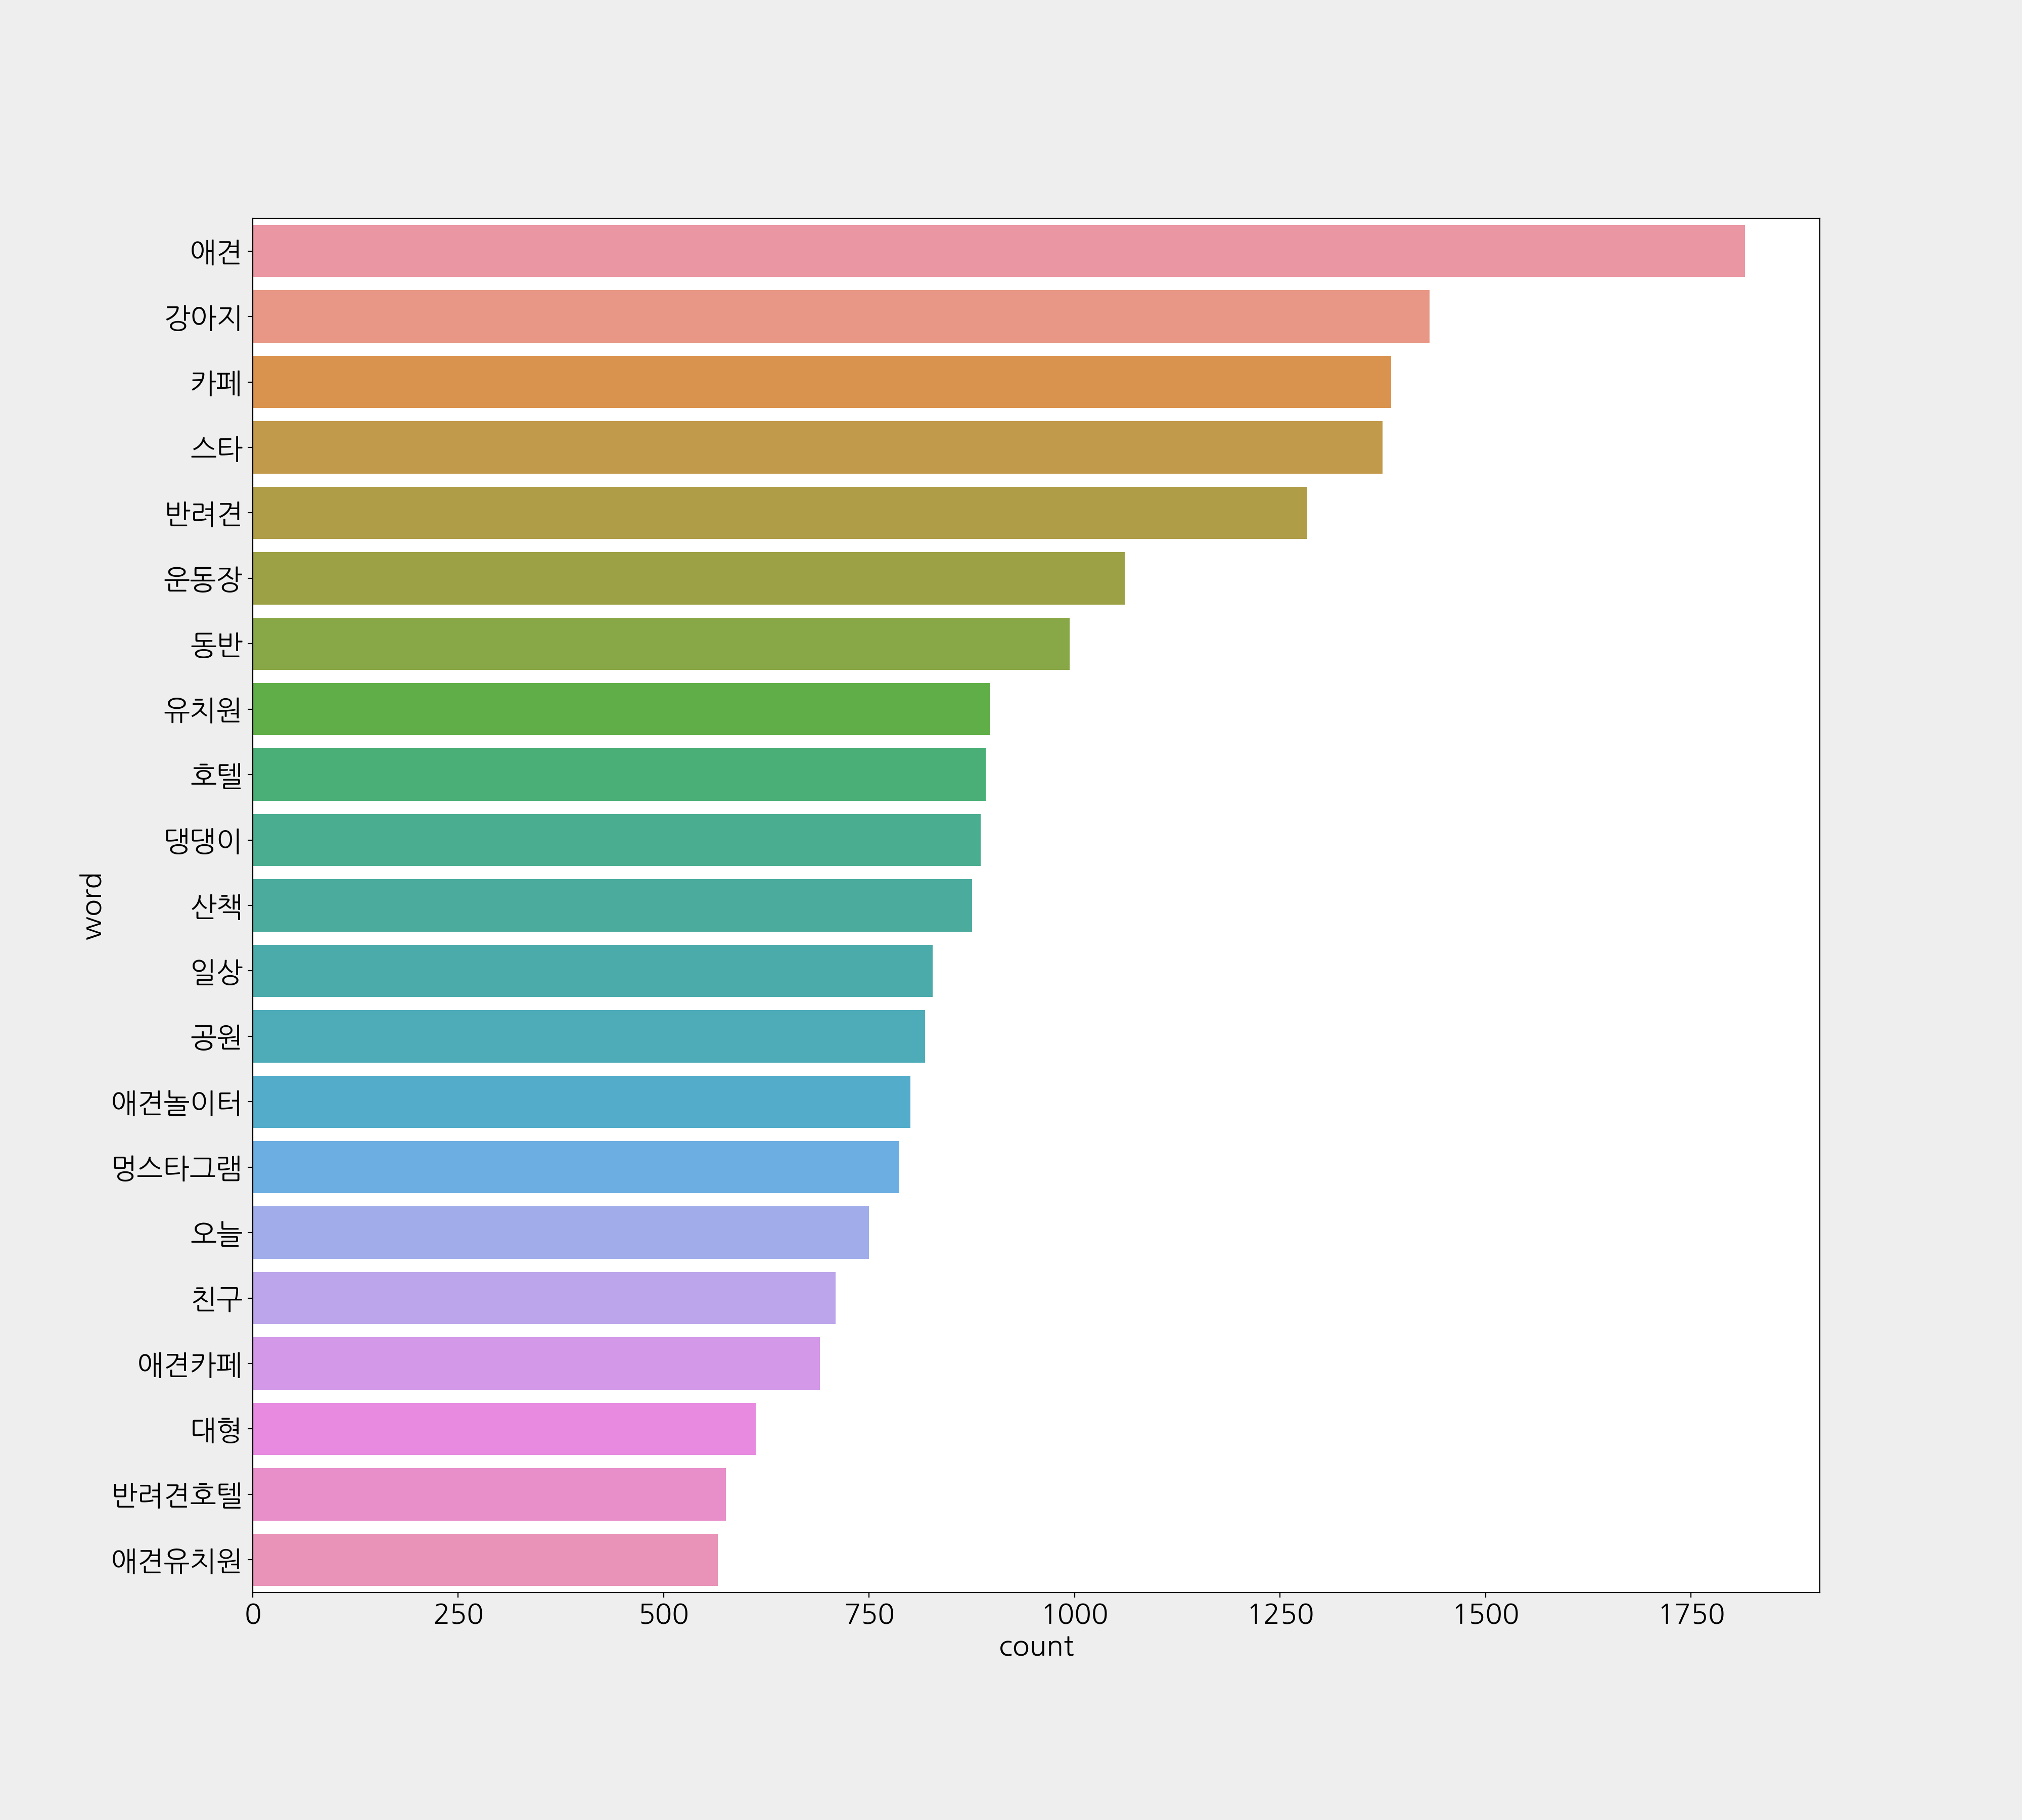 애견
강아지
카페
스타
반려견
운동장
동반
유치원
호텔
댕댕이
산책
일상
공원
애견놀이터
멍스타그램
오늘
친구
애견카페
대형
반려견호텔
애견유치원
word
0 250 500 750 1000 1250 1500 1750
count